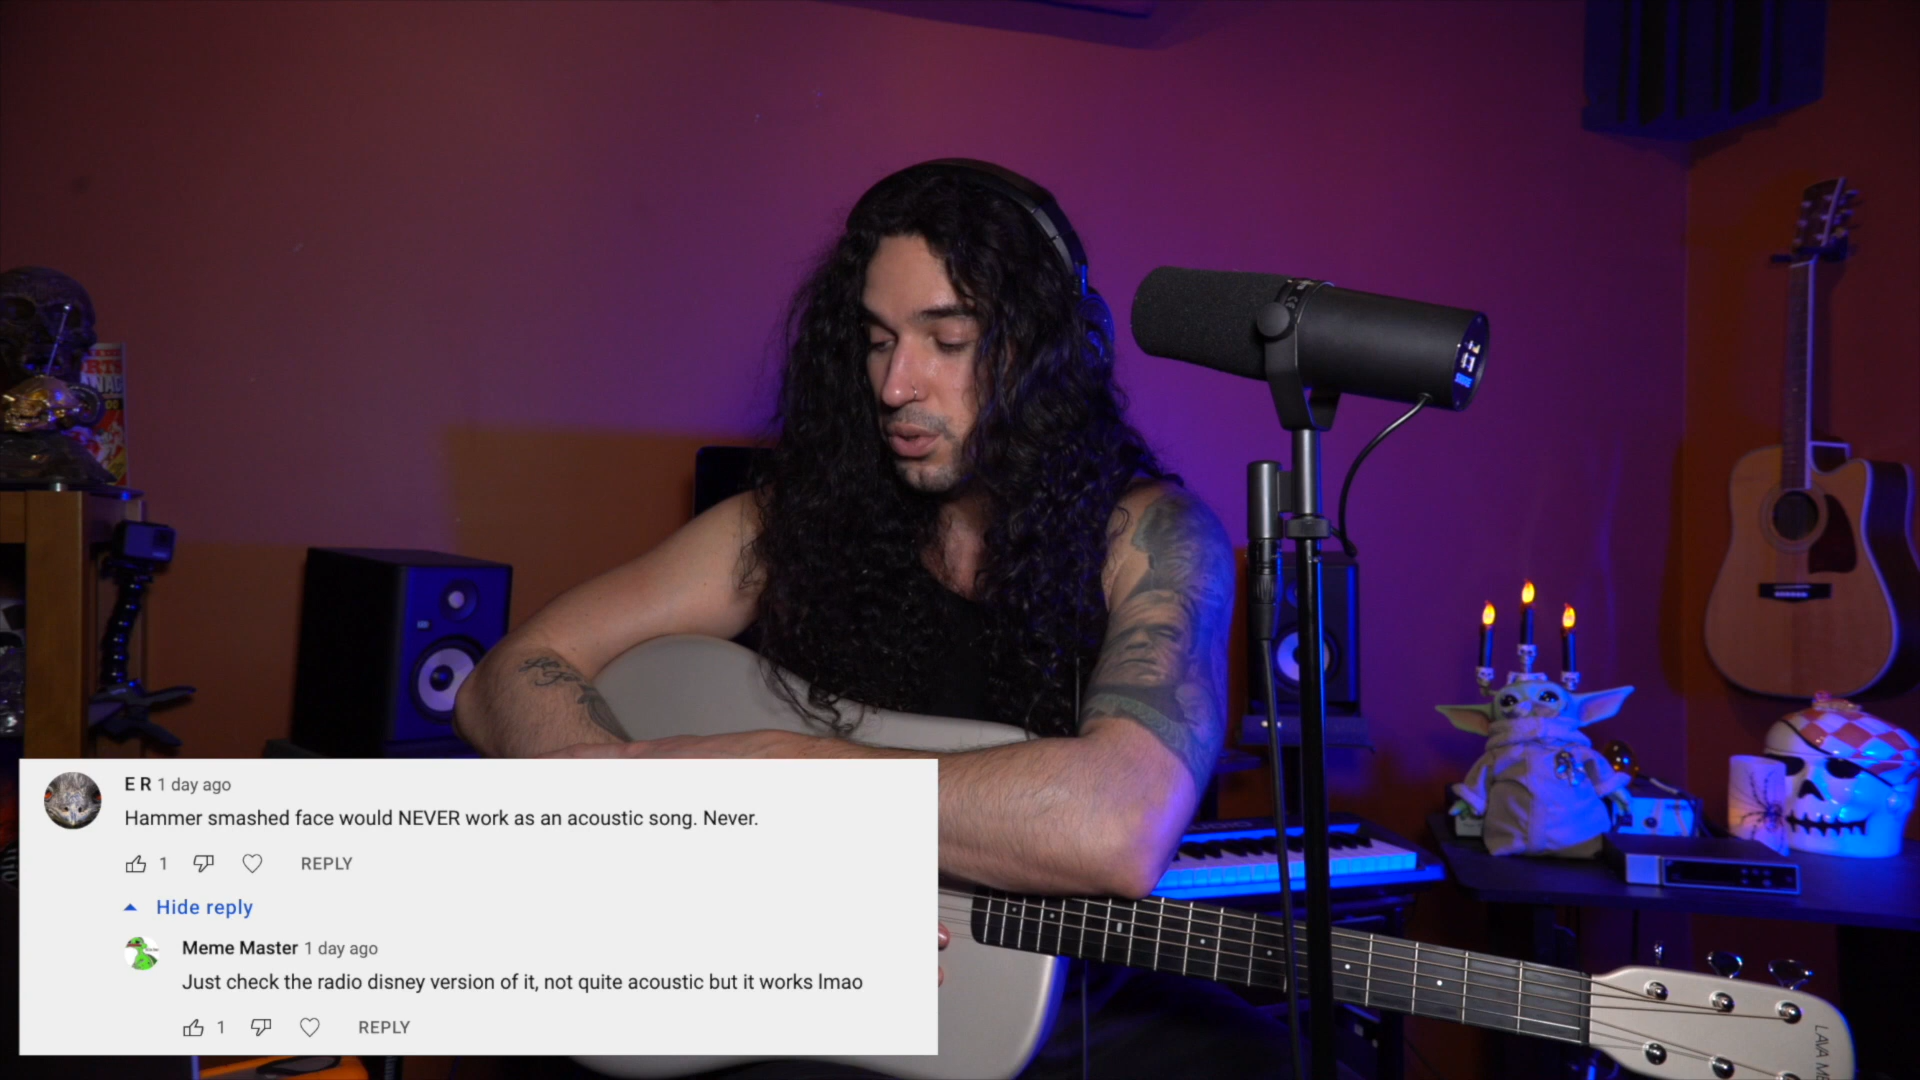 E R 1 day ago
Hammer smashed face would NEVER work as an acoustic song. Never.
1 REPLY
Hide reply
Meme Master 1 day ago
Just check the radio disney version of it, not quite acoustic but it works lmao
1 REPLY
LAVA ME